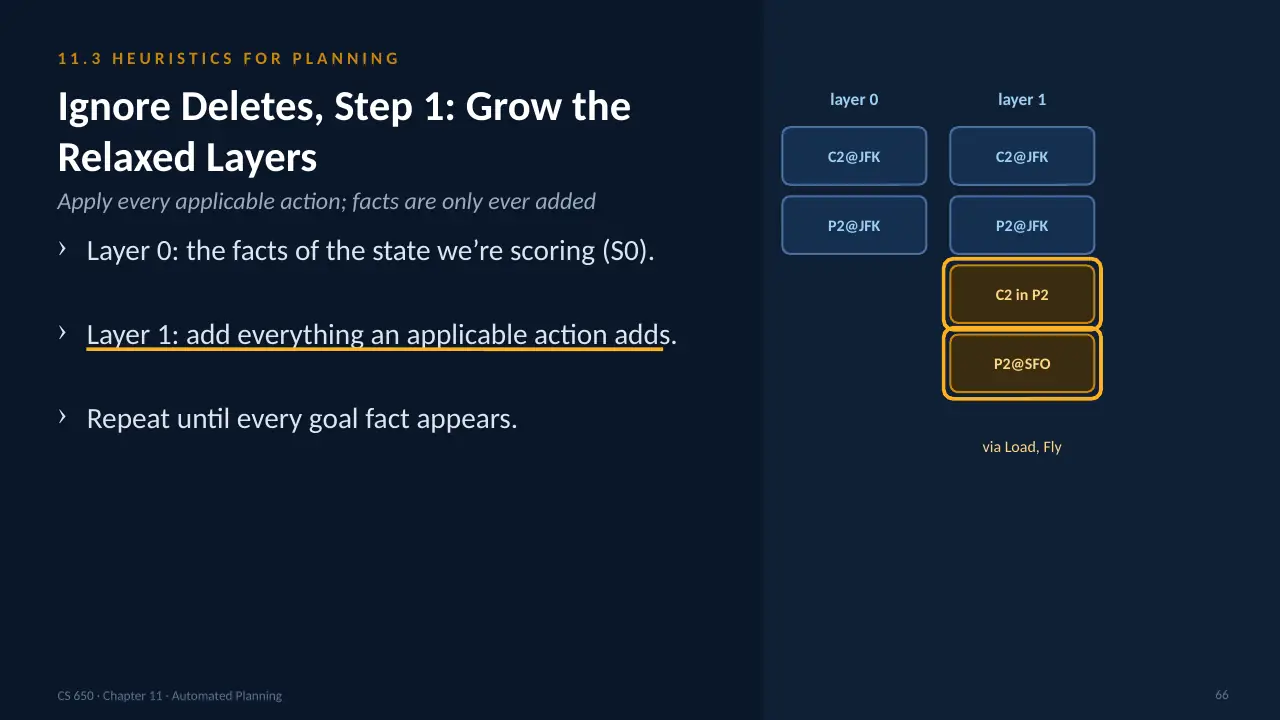 11.3 HEURISTICS FOR PLANNING
Ignore Deletes, Step 1: Grow the
Relaxed Layers
Apply every applicable action; facts are only ever added
› Layer 0: the facts of the state we’re scoring (S0).
› Layer 1: add everything an applicable action adds.
› Repeat until every goal fact appears.
layer 0
layer 1
C2@JFK
C2@JFK
P2@JFK
P2@JFK
C2 in P2
P2@SFO
via Load, Fly
CS 650 · Chapter 11 · Automated Planning
66